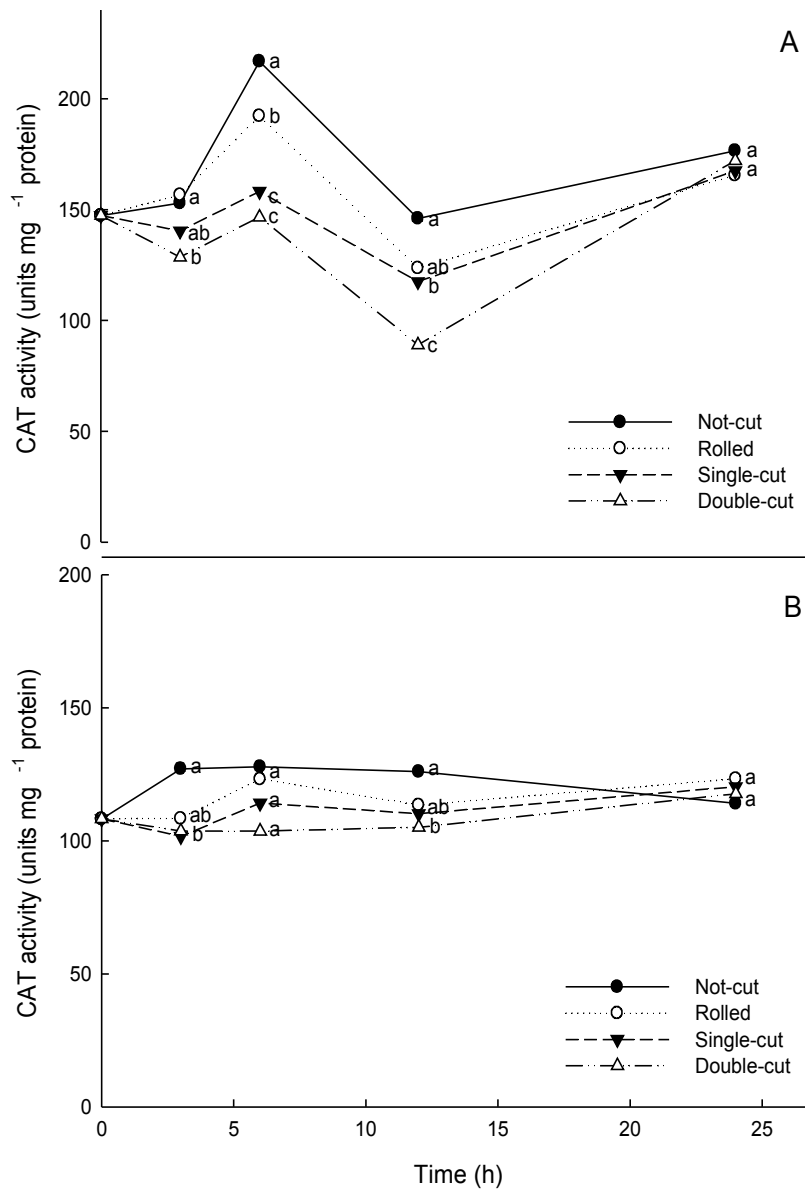 A
CAT activity (units mg -1 protein)
200
150
100
50
0
a
b
c
c
a
ab
b
a
ab
b
c
a
a
Not-cut
Rolled
Single-cut
Double-cut
B
CAT activity (units mg -1 protein)
200
150
100
50
0
a
ab
b
a
a
a
a
a
ab
b
a
a
Not-cut
Rolled
Single-cut
Double-cut
0 5 10 15 20 25
Time (h)